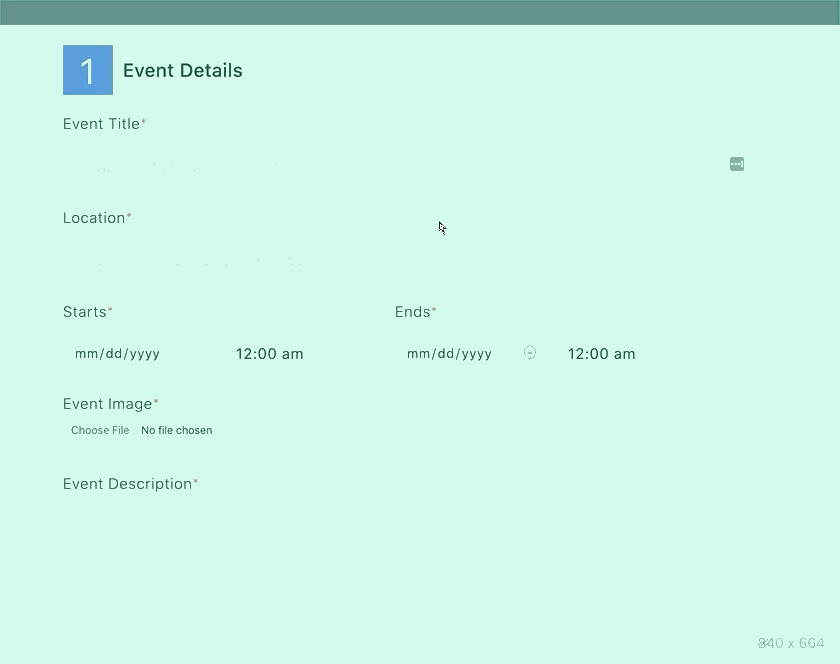 1 Event Details
Event Title*
Location*
Starts* Ends*
mm/dd/yyyy 12:00 am mm/dd/yyyy 12:00 am
Event Image*
Choose File No file chosen
Event Description*
840 x 664